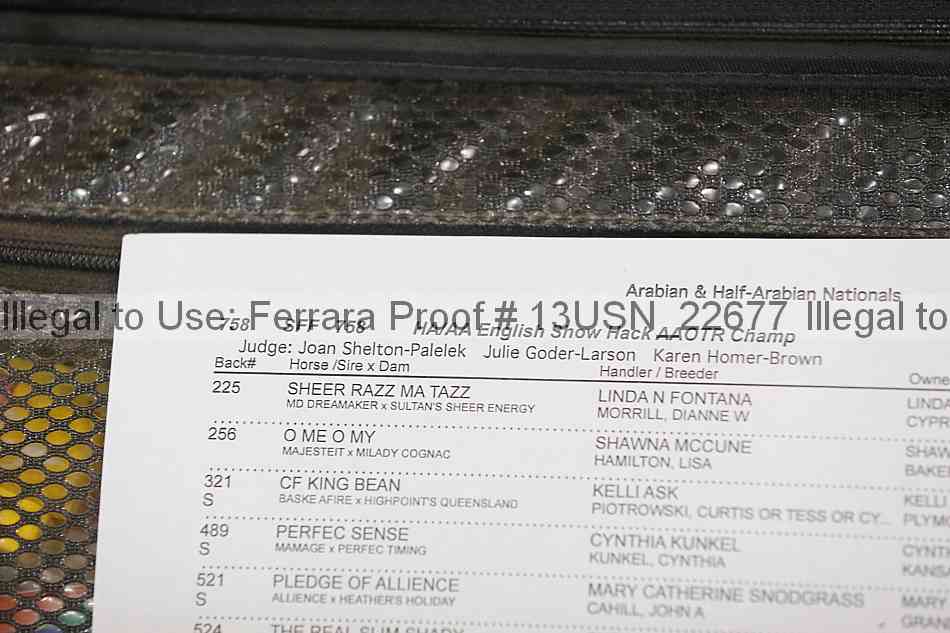 Arabian & Half-Arabian Nationals
Illegal to Use: Ferrara Proof # 13USN_22677 Illegal to
758 SFF 758 HA/AA English Show Hack AAOTR Champ
Judge: Joan Shelton-Palelek Julie Goder-Larson Karen Homer-Brown
Back# Horse /Sire x Dam Handler / Breeder Owne
225 SHEER RAZZ MA TAZZ LINDA N FONTANA LINDA
MD DREAMAKER x SULTAN'S SHEER ENERGY MORRILL, DIANNE W CYPR
256 O ME O MY SHAWNA MCCUNE SHAW
MAJESTEIT x MILADY COGNAC HAMILTON, LISA BAKE
321 CF KING BEAN KELLI ASK KELLI
S BASKE AFIRE x HIGHPOINT'S QUEENSLAND PIOTROWSKI, CURTIS OR TESS OR CY... PLYM
489 PERFEC SENSE CYNTHIA KUNKEL CYNT
S MAMAGE x PERFEC TIMING KUNKEL, CYNTHIA KANSA
521 PLEDGE OF ALLIENCE MARY CATHERINE SNODGRASS MARY
S ALLIENCE x HEATHER'S HOLIDAY CAHILL, JOHN A GRAN
524 THE REAL SLIM SHADY